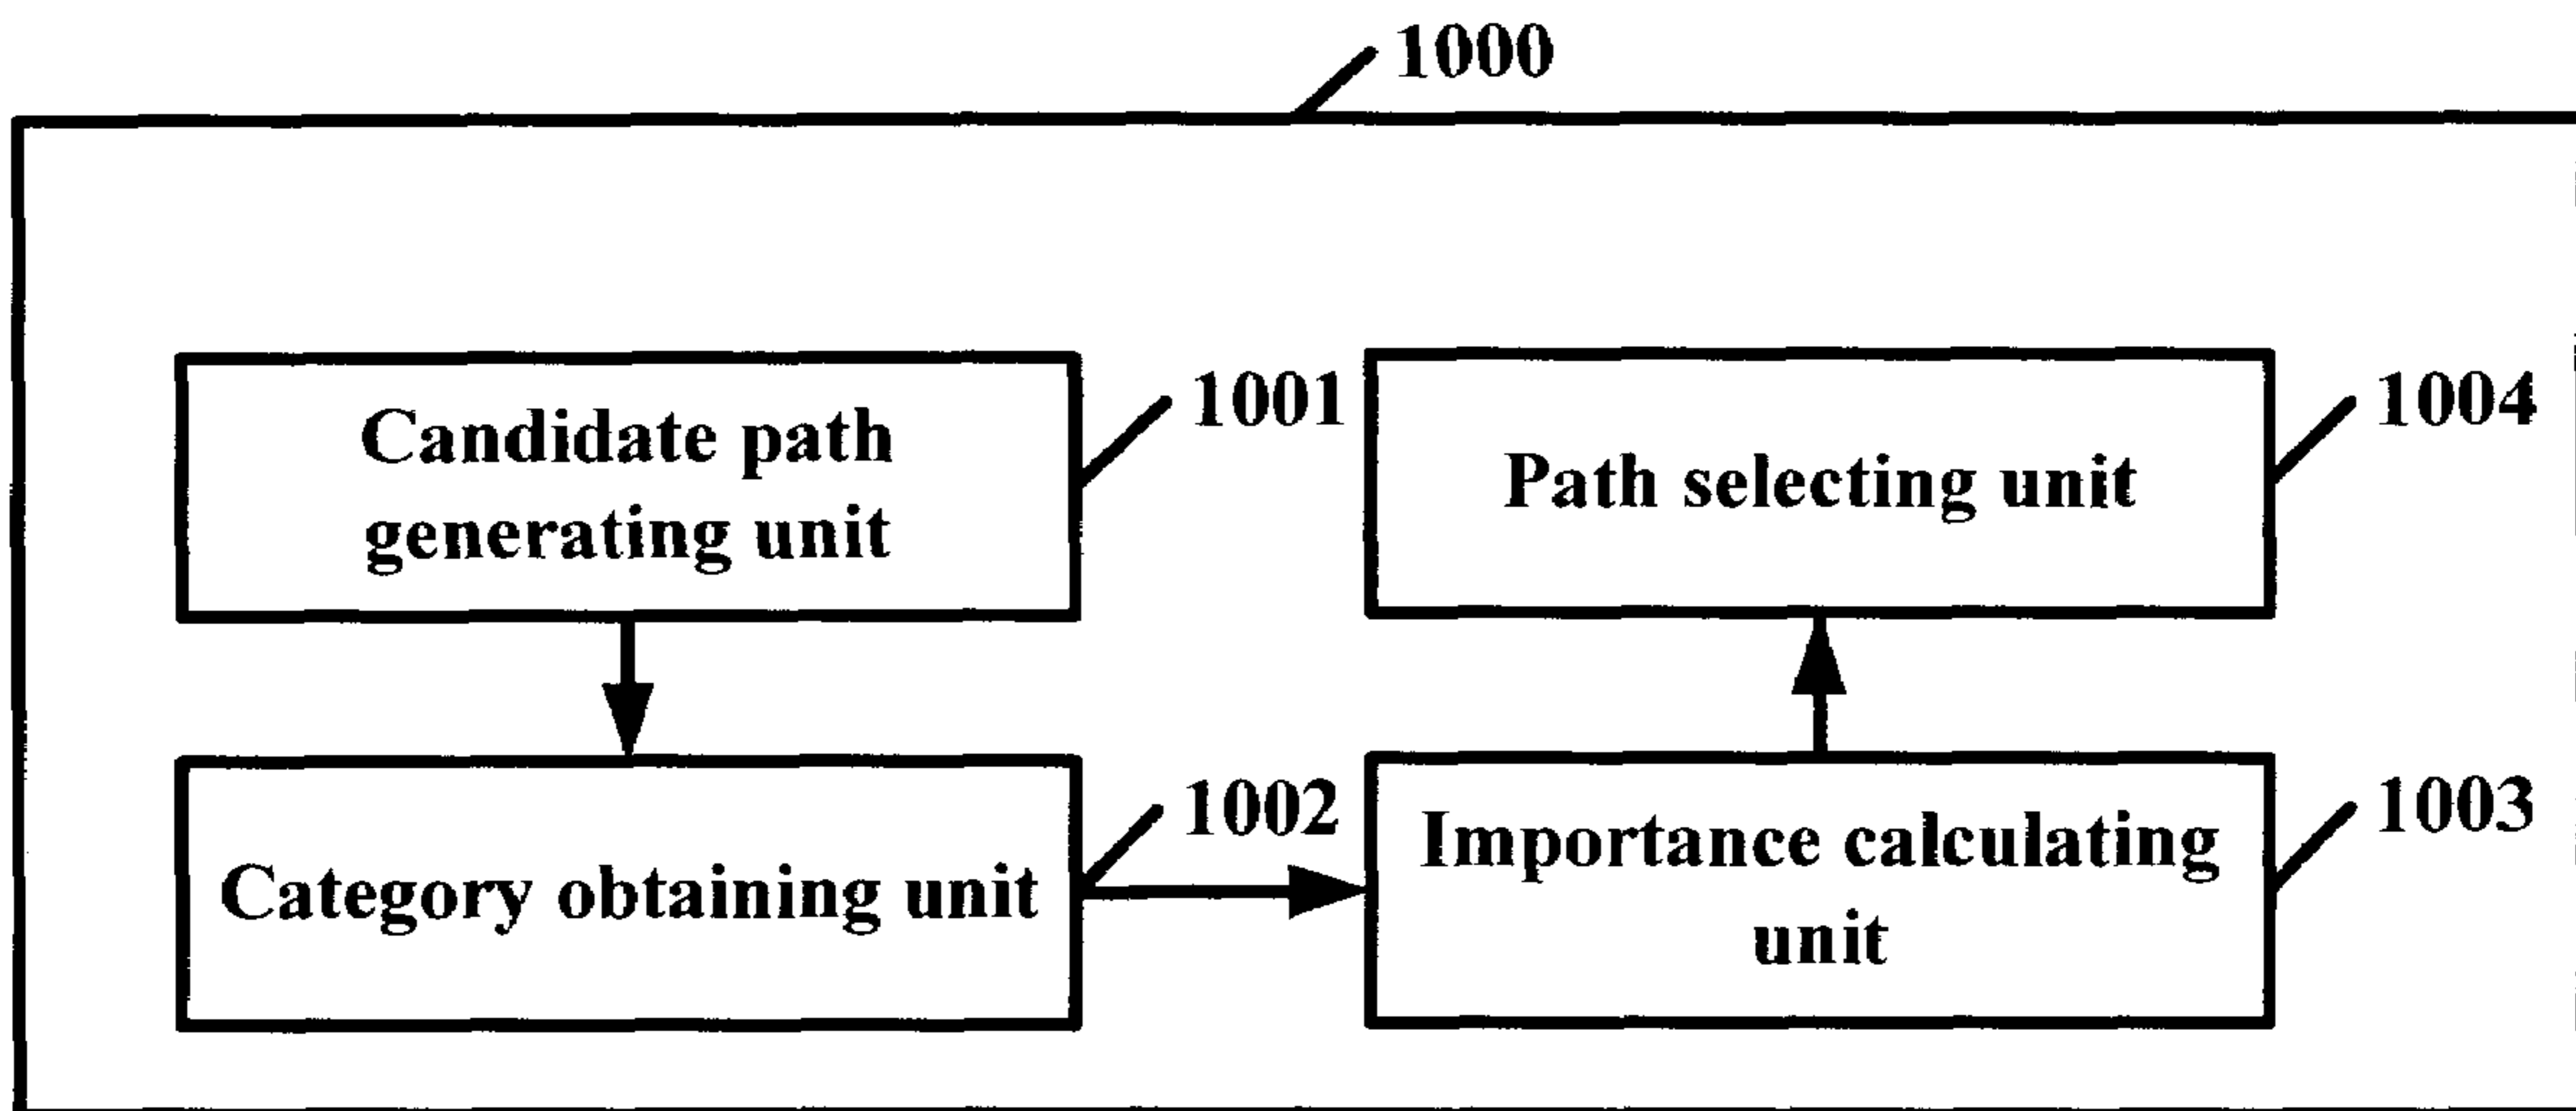 1000
Candidate path
generating unit
1001
Path selecting unit
1004
Category obtaining unit
1002
Importance calculating
unit
1003